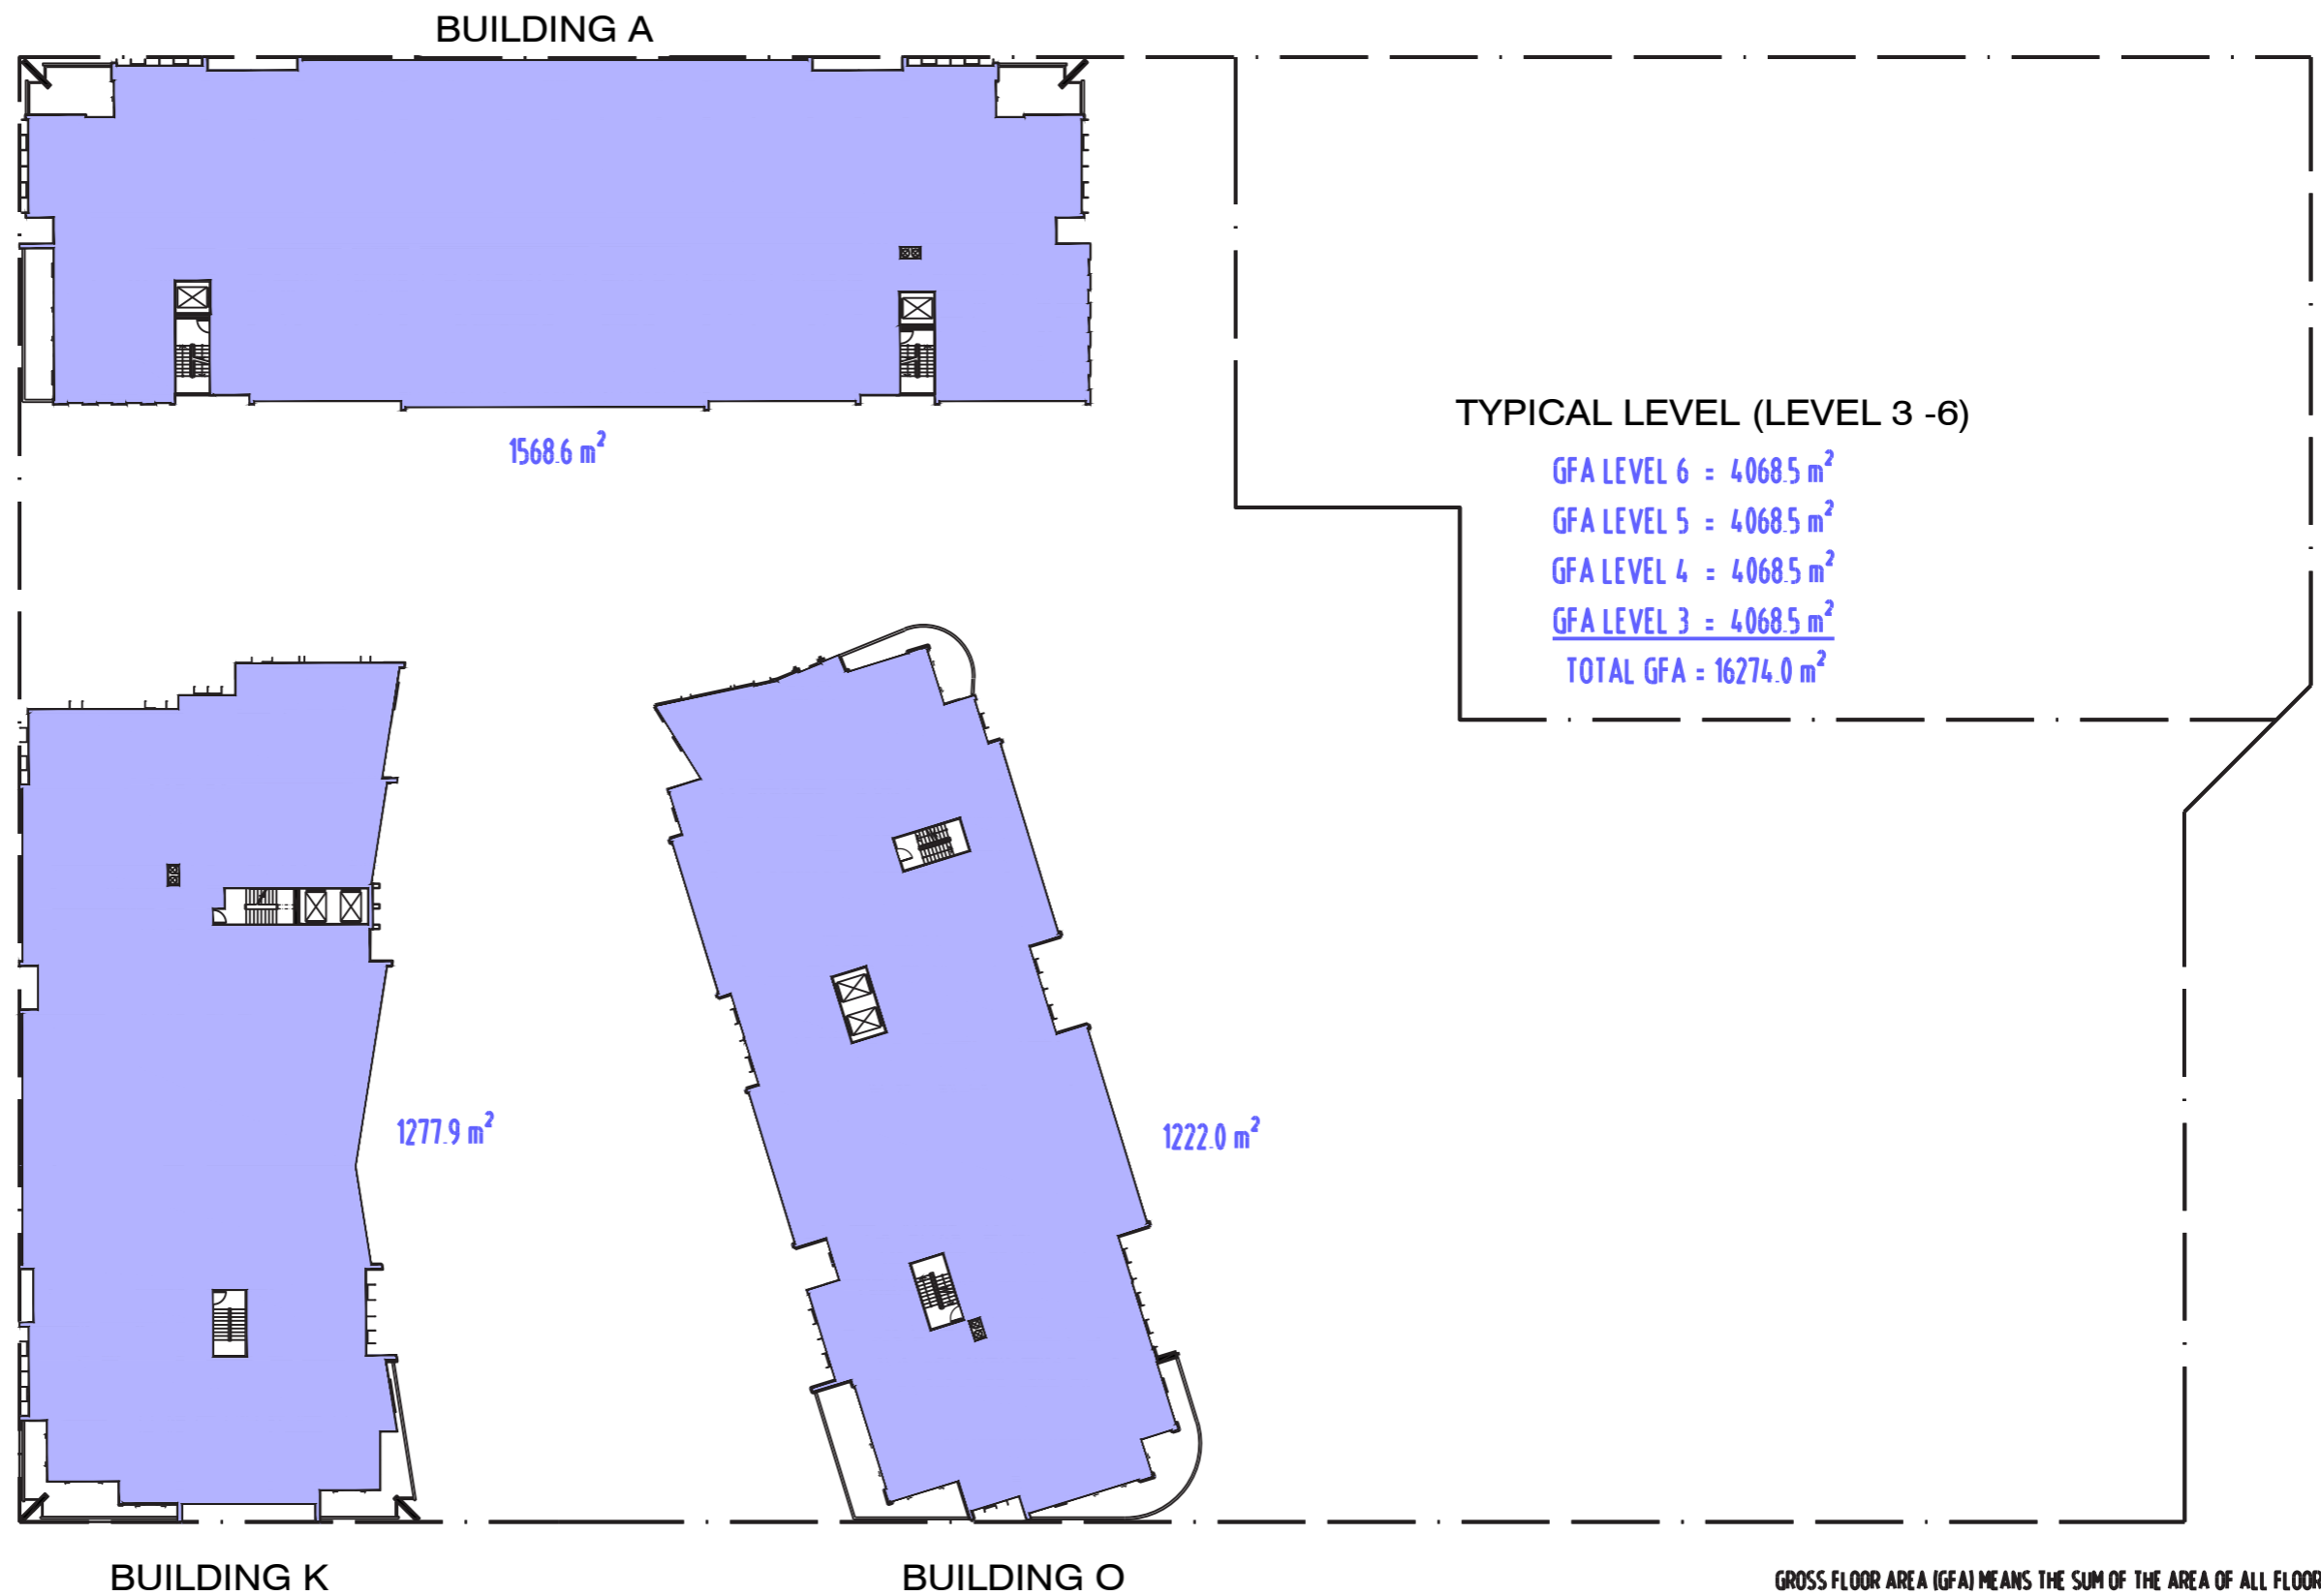 BUILDING A
1568.6 m²
TYPICAL LEVEL (LEVEL 3 -6)
GFA LEVEL 6 = 4068.5 m²
GFA LEVEL 5 = 4068.5 m²
GFA LEVEL 4 = 4068.5 m²
GFA LEVEL 3 = 4068.5 m²
TOTAL GFA = 16274.0 m²
1277.9 m²
1222.0 m²
BUILDING K
BUILDING O
GROSS FLOOR AREA (GFA) MEANS THE SUM OF THE AREA OF ALL FLOOR